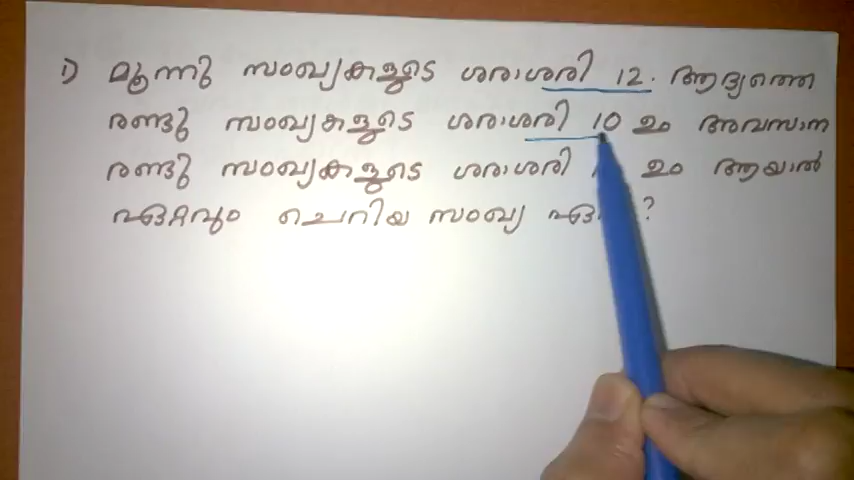 1) മൂന്നു സംഖ്യകളുടെ ശരാശരി 12. ആദ്യത്തെ
രണ്ടു സംഖ്യകളുടെ ശരാശരി 10 ഉം അവസാന
രണ്ടു സംഖ്യകളുടെ ശരാശരി ഉം ആയാൽ
ഏറ്റവും ചെറിയ സംഖ്യ ?